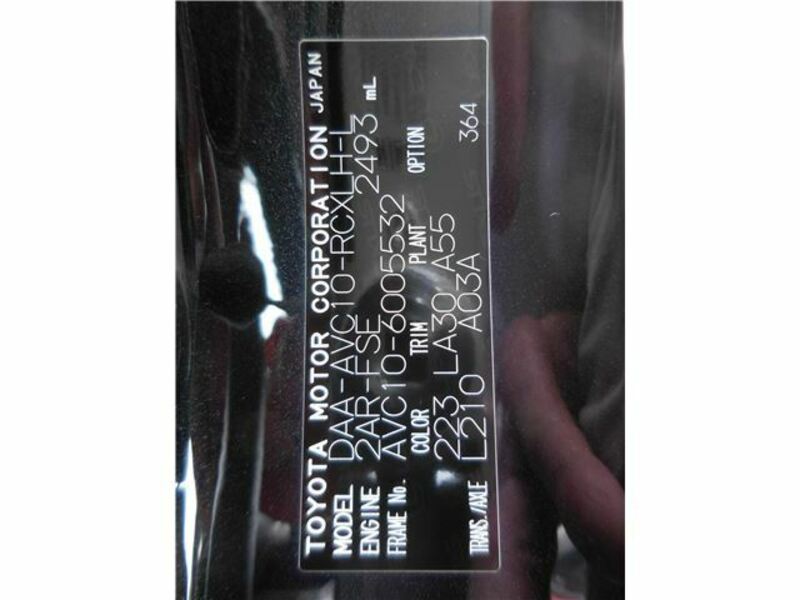 TOYOTA MOTOR CORPORATION JAPAN
MODEL DAA-AVC10-RCXLH-L
ENGINE 2AR-FSE 2493 mL
FRAME No. AVC10-6005532
COLOR TRIM PLANT OPTION
223 LA30 A55
TRANS./AXLE L210 A03A 364